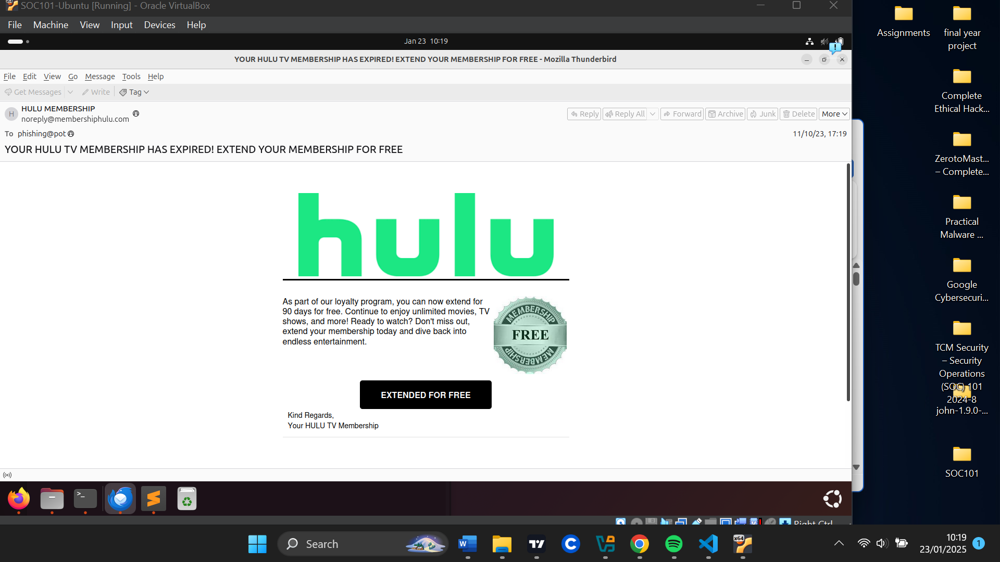 SOC101-Ubuntu [Running] - Oracle VirtualBox
File Machine View Input Devices Help
Jan 23 10:19
YOUR HULU TV MEMBERSHIP HAS EXPIRED! EXTEND YOUR MEMBERSHIP FOR FREE - Mozilla Thunderbird
File Edit View Go Message Tools Help
Get Messages Write Tag
H
HULU MEMBERSHIP
noreply@membershiphulu.com
Reply Reply All Forward Archive Junk Delete More
To phishing@pot
11/10/23, 17:19
YOUR HULU TV MEMBERSHIP HAS EXPIRED! EXTEND YOUR MEMBERSHIP FOR FREE
hulu
As part of our loyalty program, you can now extend for
90 days for free. Continue to enjoy unlimited movies, TV
shows, and more! Ready to watch? Don't miss out,
extend your membership today and dive back into
endless entertainment.
MEMBERSHIP
FREE
MEMBERSHIP
EXTENDED FOR FREE
Kind Regards,
Your HULU TV Membership
Right Ctrl
Assignments
final year
project
Complete
Ethical Hack...
ZerotoMast...
– Complete...
Practical
Malware ...
Google
Cybersecuri...
TCM Security
– Security
Operations
(SOC) 101
2024-8
john-1.9.0-...
SOC101
Search
10:19
23/01/2025
1